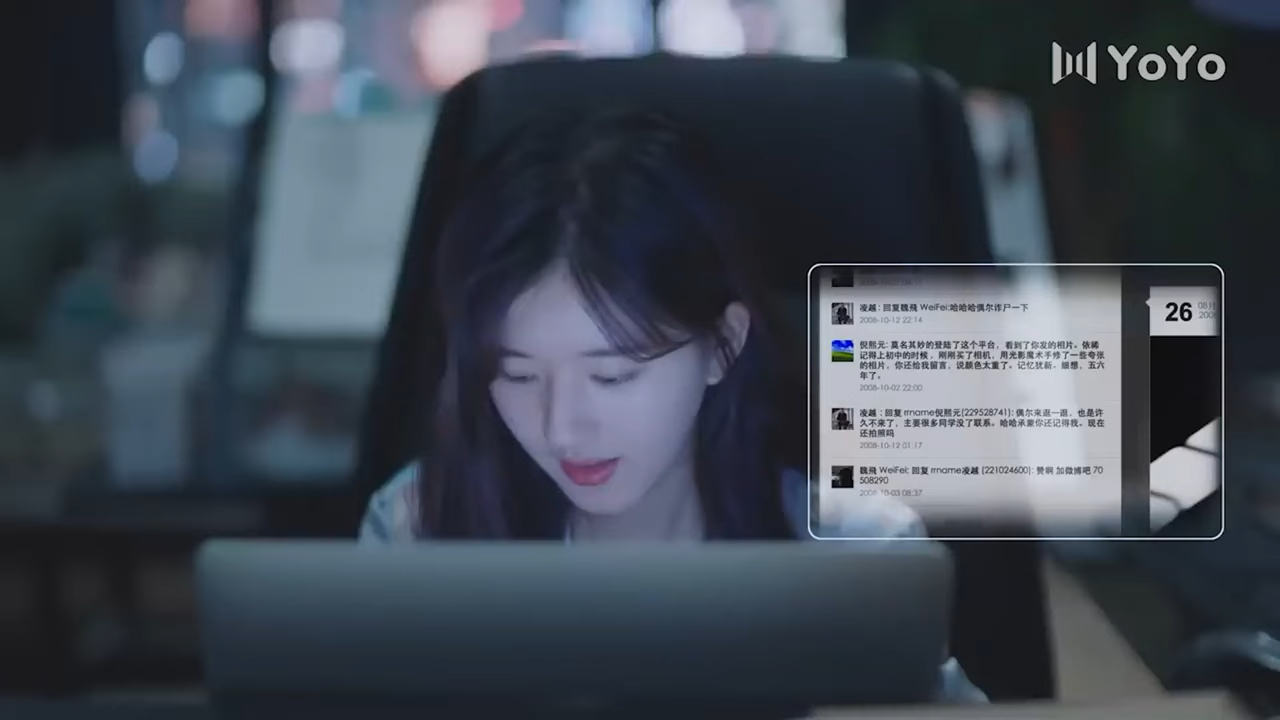 YoYo
凌越: 回复魏飛 WeiFei:哈哈哈偶尔诈尸一下
2008-10-12 22:14
倪熙元: 莫名其妙的登陆了这个平台，看到了你发的相片。依稀
记得上初中的时候，刚刚买了相机，用光影魔术手修了一些夸张
的相片，你还给我留言，说颜色太重了。记忆犹新。细想，五六
年了。
2008-10-02 22:00
凌越 : 回复 rrname倪熙元(229528741): 偶尔来逛一逛，也是许
久不来了，主要很多同学没了联系。哈哈承蒙你还记得我。现在
还拍照吗
2008-10-12 01:17
魏飛 WeiFei: 回复 rrname凌越 (221024600): 赞啊 加微博吧 70
508290
2008-10-03 08:37
26
08月